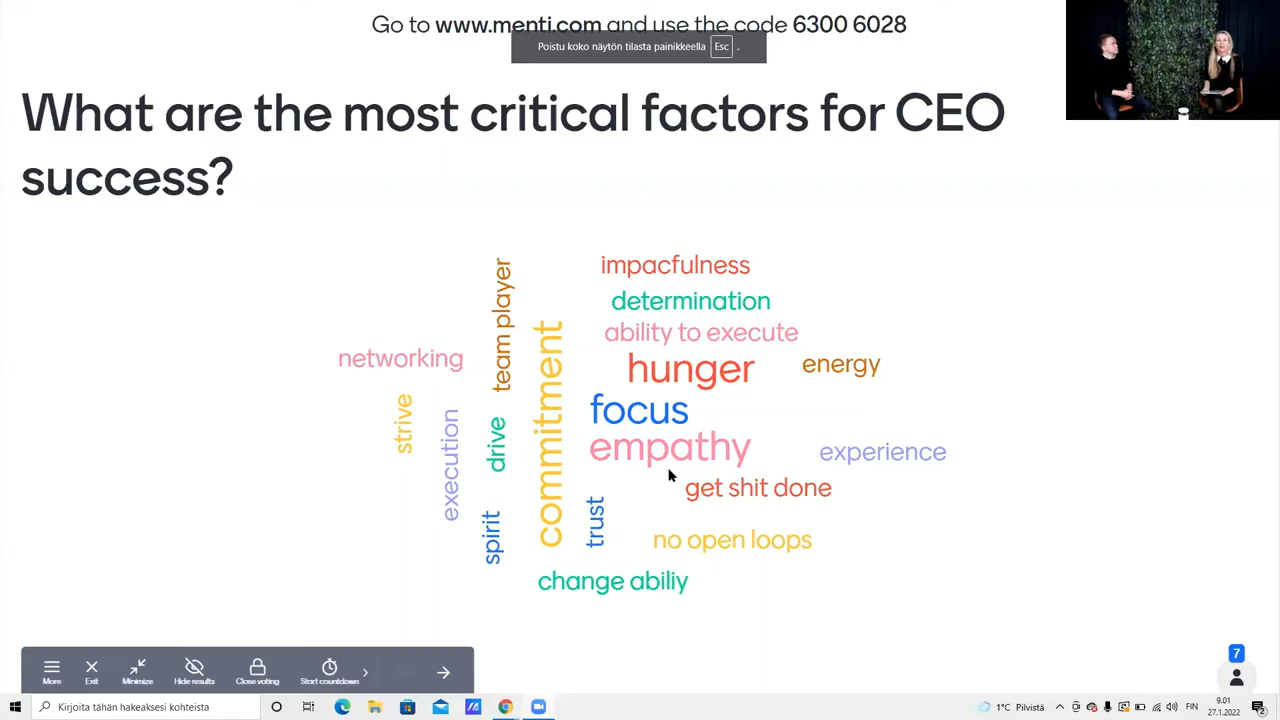 Go to www.menti.com and use the code 6300 6028
Poistu koko näytön tilasta painikkeella Esc .
What are the most critical factors for CEO
success?
impacfulness
determination
ability to execute
hunger
energy
focus
empathy
experience
get shit done
no open loops
change abiliy
networking
team player
commitment
strive
execution
drive
spirit
trust
More
Exit
Minimize
Hide results
Close voting
Start countdown
7
Kirjoita tähän hakeaksesi kohteista
1°C Pilvistä
FIN
9.01
27.1.2022
2